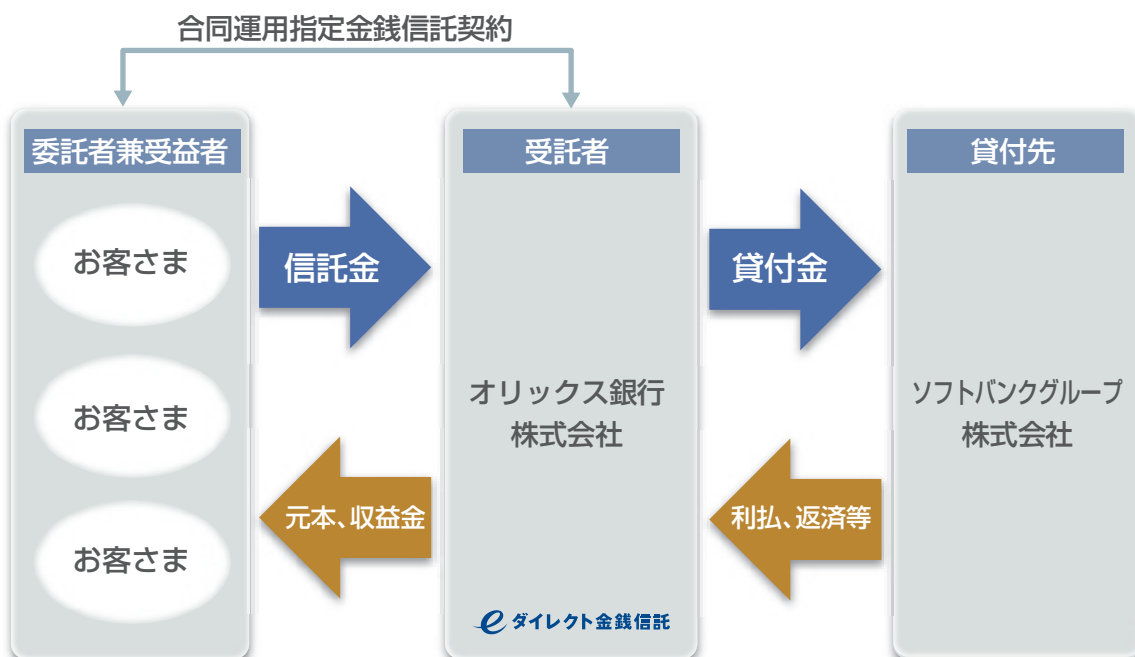 合同運用指定金銭信託契約
委託者兼受益者
お客さま
お客さま
お客さま
信託金
元本、収益金
受託者
オリックス銀行
株式会社
eダイレクト金銭信託
貸付金
利払、返済等
貸付先
ソフトバンクグループ
株式会社